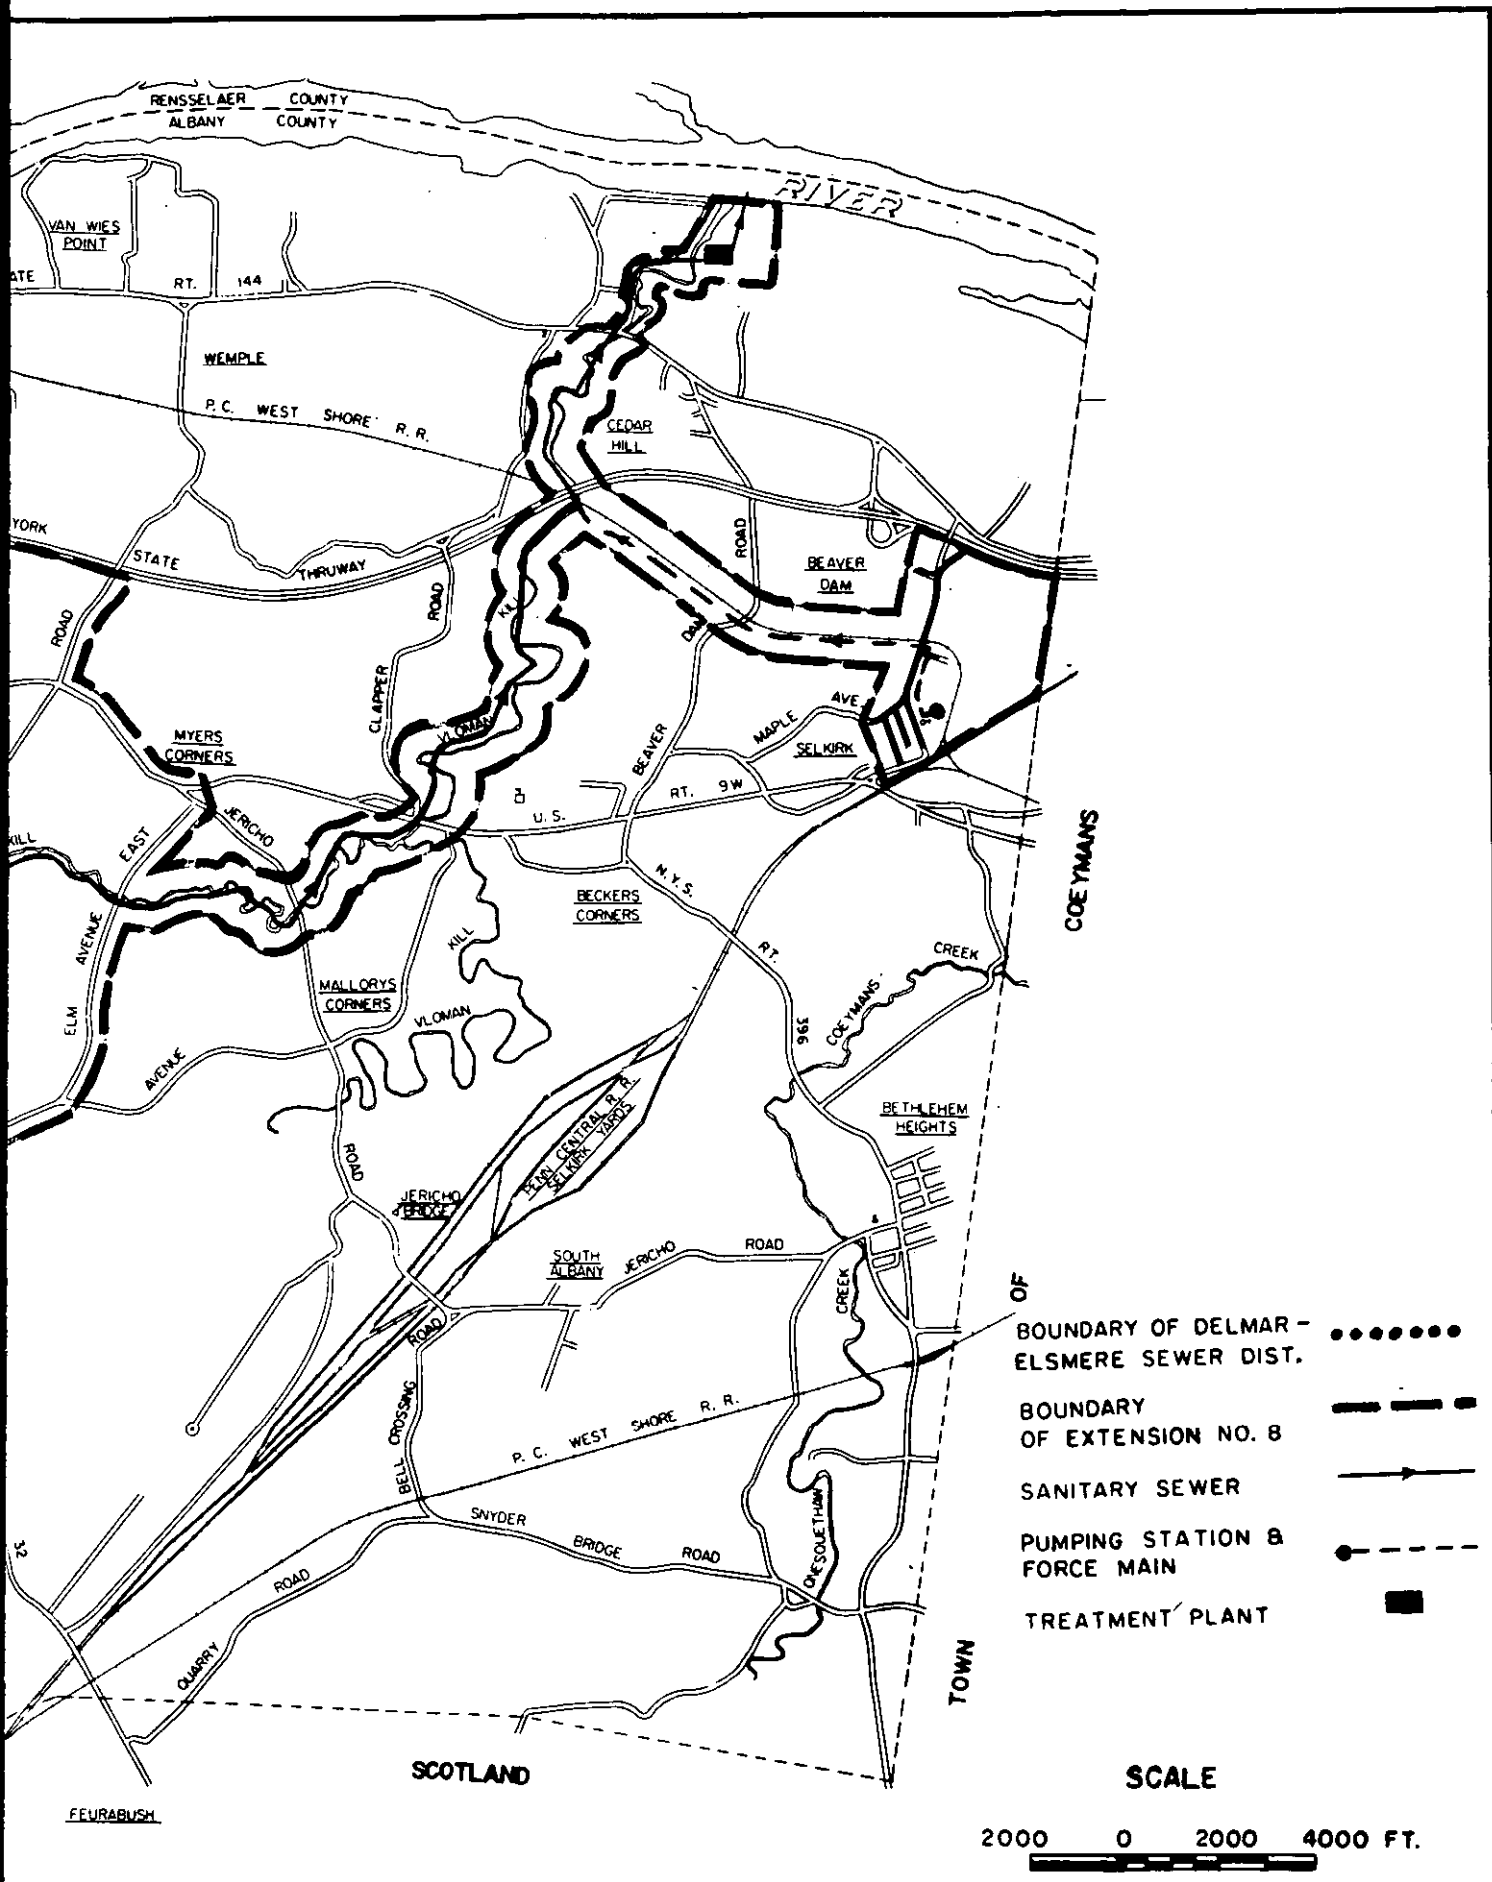 RENSSELAER COUNTY
ALBANY COUNTY
RIVER
VAN WIES
POINT
ATE
RT. 144
WEMPLE
P.C. WEST SHORE R.R.
CEDAR
HILL
YORK
STATE
THRUWAY
ROAD
ROAD
ROAD
BEAVER
DAM
KILL
DAM
CLAPPER
VLOMAN
AVE
MAPLE
SELKIRK
MYERS
CORNERS
BEAVER
RT. 9W
U.S.
JERICHO
EAST
KILL
COEYMANS
N.Y.S.
BECKERS
CORNERS
AVENUE
KILL
RT.
CREEK
MALLORYS
CORNERS
COEYMANS
ELM
VLOMAN
396
AVENUE
BETHLEHEM
HEIGHTS
PENN CENTRAL R.R.
SELKIRK YARDS
ROAD
JERICHO
BRIDGE
SOUTH
ALBANY
JERICHO ROAD
CREEK
OF
ROAD
BOUNDARY OF DELMAR -
ELSMERE SEWER DIST.
BOUNDARY
OF EXTENSION NO. 8
CROSSING
P. C. WEST SHORE R. R.
BELL
SANITARY SEWER
ONESQUETHAW
SNYDER BRIDGE ROAD
32
PUMPING STATION &
FORCE MAIN
ROAD
TREATMENT PLANT
QUARRY
TOWN
SCOTLAND
SCALE
FEURABUSH
2000 0 2000 4000 FT.